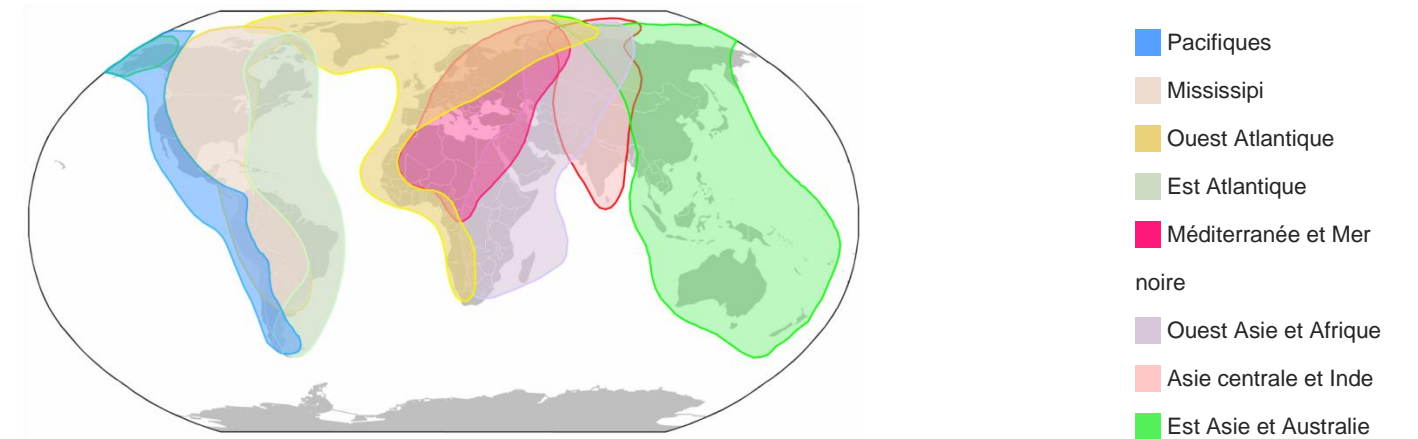 Pacifiques
Mississipi
Ouest Atlantique
Est Atlantique
Méditerranée et Mer
noire
Ouest Asie et Afrique
Asie centrale et Inde
Est Asie et Australie